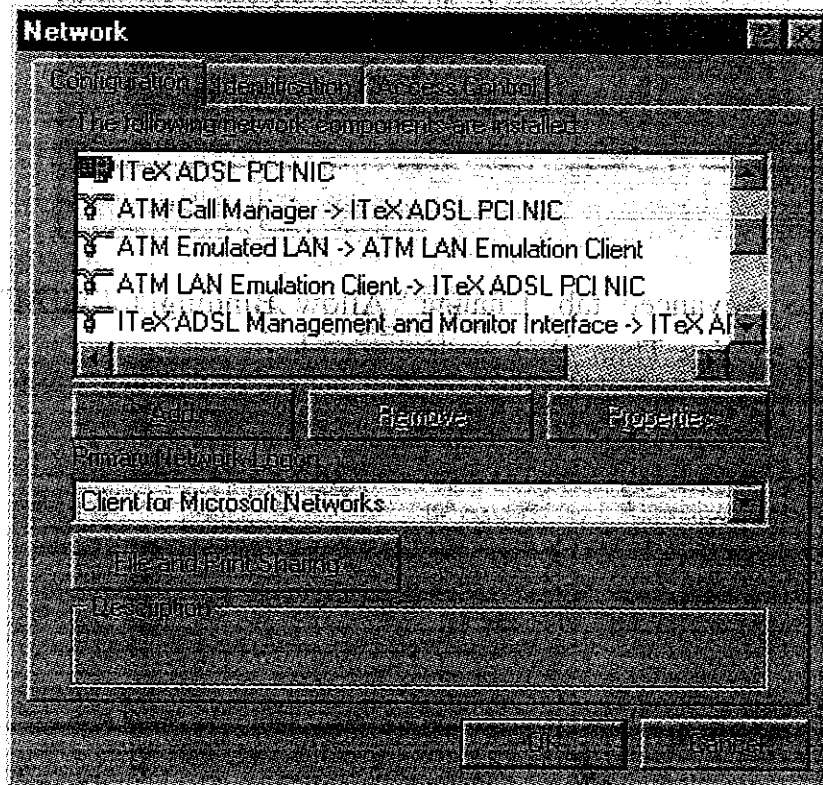 Network
Configuration Identification Access Control
The following network components are installed:
ITeX ADSL PCI NIC
ATM Call Manager -> ITeX ADSL PCI NIC
ATM Emulated LAN -> ATM LAN Emulation Client
ATM LAN Emulation Client -> ITeX ADSL PCI NIC
ITeX ADSL Management and Monitor Interface -> ITeX A
Add... Remove Properties
Primary Network Logon:
Client for Microsoft Networks
File and Print Sharing...
Description
OK Cancel